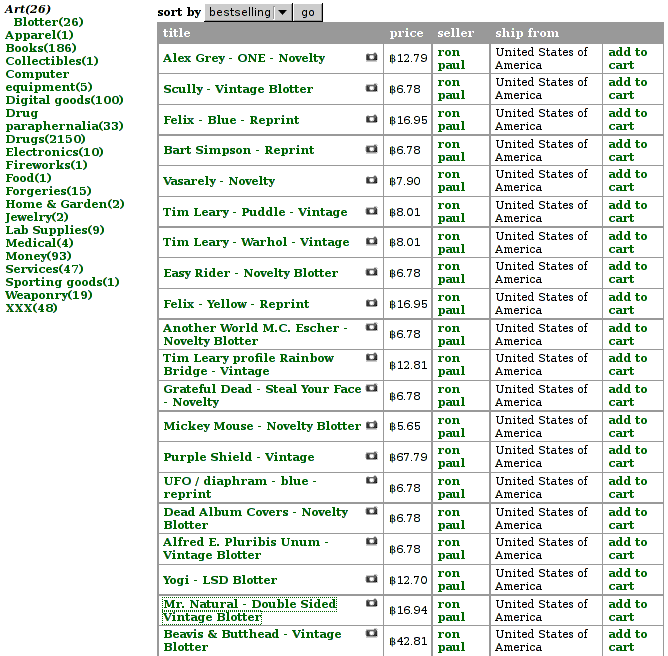 Art(26)
Blotter(26)
Apparel(1)
Books(186)
Collectibles(1)
Computer
equipment(5)
Digital goods(100)
Drug
paraphernalia(33)
Drugs(2150)
Electronics(10)
Fireworks(1)
Food(1)
Forgeries(15)
Home & Garden(2)
Jewelry(2)
Lab Supplies(9)
Medical(4)
Money(93)
Services(47)
Sporting goods(1)
Weaponry(19)
XXX(48)
sort by bestselling go
title price seller ship from
Alex Grey - ONE - Novelty ฿12.79 ron United States of add to
paul America cart
Scully - Vintage Blotter ฿6.78 ron United States of add to
paul America cart
Felix - Blue - Reprint ฿16.95 ron United States of add to
paul America cart
Bart Simpson - Reprint ฿6.78 ron United States of add to
paul America cart
Vasarely - Novelty ฿7.90 ron United States of add to
paul America cart
Tim Leary - Puddle - Vintage ฿8.01 ron United States of add to
paul America cart
Tim Leary - Warhol - Vintage ฿8.01 ron United States of add to
paul America cart
Easy Rider - Novelty Blotter ฿6.78 ron United States of add to
paul America cart
Felix - Yellow - Reprint ฿16.95 ron United States of add to
paul America cart
Another World M.C. Escher - ฿6.78 ron United States of add to
Novelty Blotter paul America cart
Tim Leary profile Rainbow ฿12.81 ron United States of add to
Bridge - Vintage paul America cart
Grateful Dead - Steal Your Face ฿6.78 ron United States of add to
- Novelty paul America cart
Mickey Mouse - Novelty Blotter ฿5.65 ron United States of add to
paul America cart
Purple Shield - Vintage ฿67.79 ron United States of add to
paul America cart
UFO / diaphram - blue - ฿6.78 ron United States of add to
reprint paul America cart
Dead Album Covers - Novelty ฿6.78 ron United States of add to
Blotter paul America cart
Alfred E. Pluribis Unum - ฿6.78 ron United States of add to
Vintage Blotter paul America cart
Yogi - LSD Blotter ฿12.70 ron United States of add to
paul America cart
Mr. Natural - Double Sided ฿16.94 ron United States of add to
Vintage Blotter paul America cart
Beavis & Butthead - Vintage ฿42.81 ron United States of add to
Blotter paul America cart